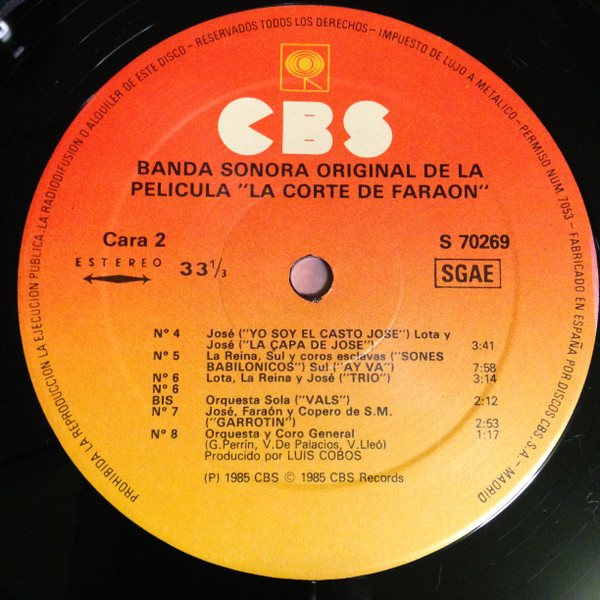 PROHIBIDA LA REPRODUCCION, LA EJECUCION PUBLICA, LA RADIODIFUSION O ALQUILER DE ESTE DISCO - RESERVADOS TODOS LOS DERECHOS - IMPUESTO DE LUJO A METALICO - PERMISO NUM. 7053 - FABRICADO EN ESPAÑA POR DISCOS CBS, S.A. - MADRID
CBS
BANDA SONORA ORIGINAL DE LA
PELICULA "LA CORTE DE FARAON"
Cara 2 S 70269
ESTEREO 33 1/3 SGAE
Nº 4 José ("YO SOY EL CASTO JOSE") Lota y
José ("LA CAPA DE JOSE") 3:41
Nº 5 La Reina, Sul y coros esclavas ("SONES
BABILONICOS") Sul ("AY VA") 7:58
Nº 6 Lota, La Reina y José ("TRIO") 3:14
Nº 6
BIS Orquesta Sola ("VALS") 2:12
Nº 7 José, Faraón y Copero de S.M.
("GARROTIN") 2:53
Nº 8 Orquesta y Coro General 1:17
(G.Perrin, V.De Palacios, V.Lleó)
Producido por LUIS COBOS
(P) 1985 CBS © 1985 CBS Records